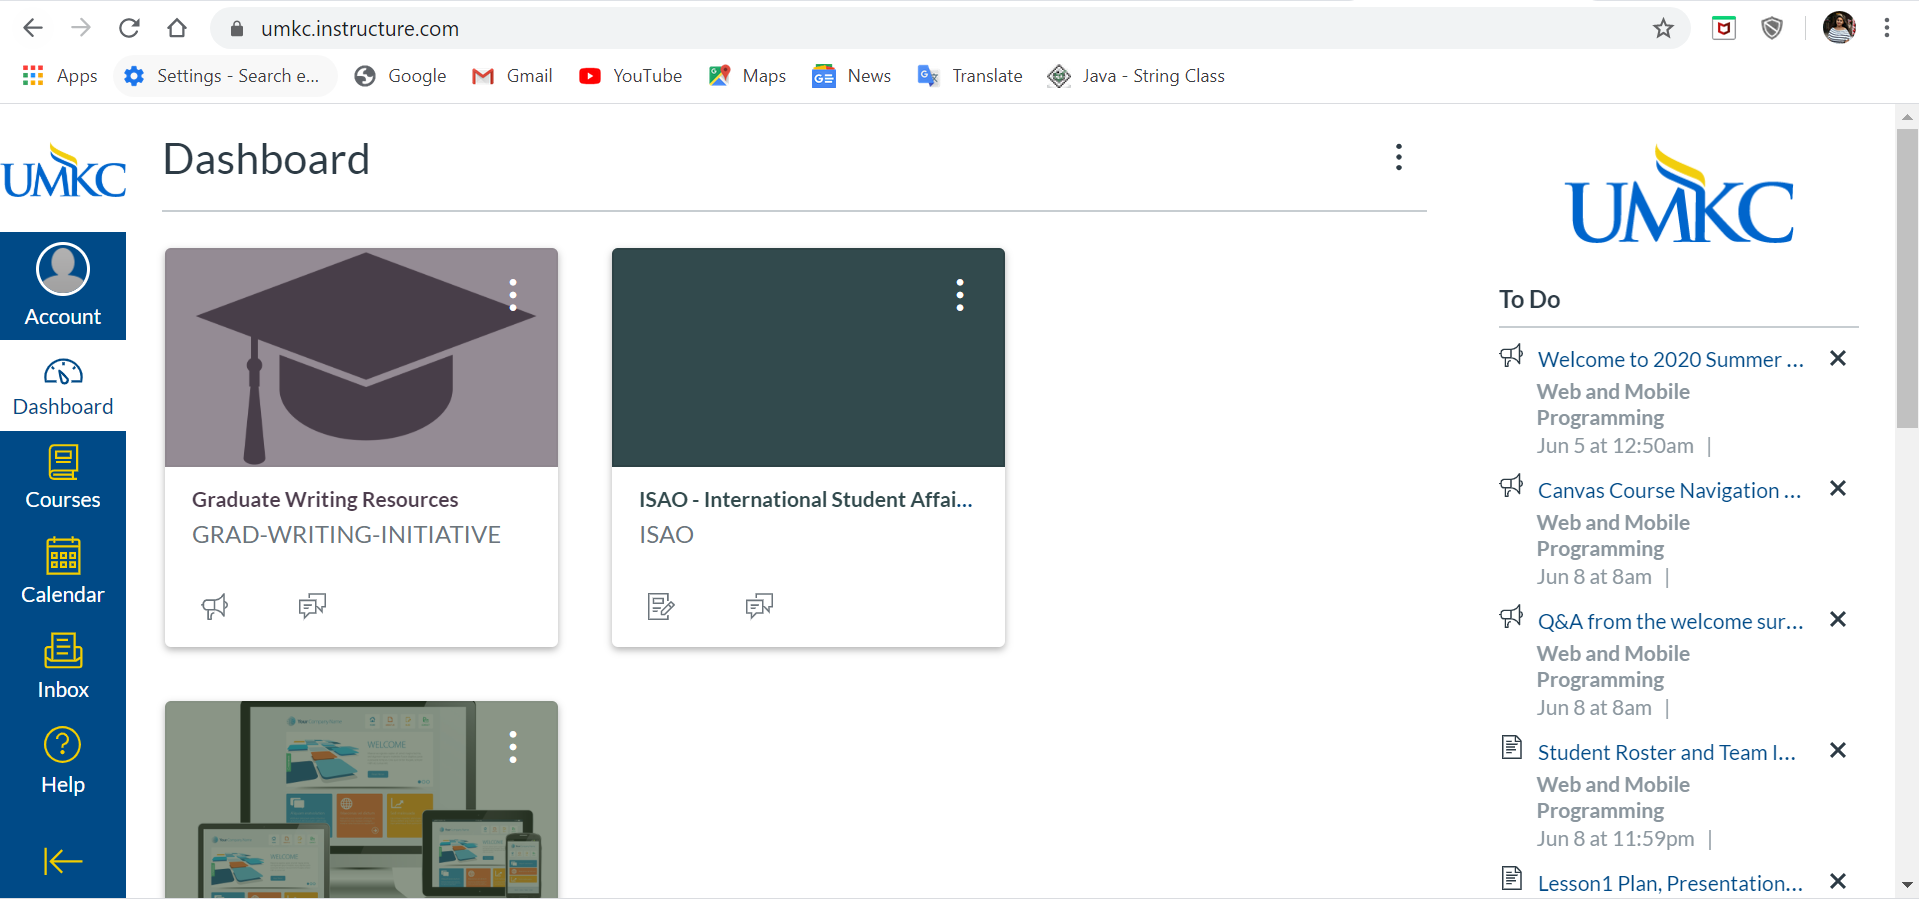 umkc.instructure.com
Apps
Settings - Search e...
Google
Gmail
YouTube
Maps
News
Translate
Java - String Class
UMKC
Account
Dashboard
Courses
Calendar
Inbox
Help
Dashboard
Graduate Writing Resources
GRAD-WRITING-INITIATIVE
ISAO - International Student Affai...
ISAO
WELCOME
WELCOME
UMKC
To Do
Welcome to 2020 Summer ...
Web and Mobile
Programming
Jun 5 at 12:50am |
Canvas Course Navigation ...
Web and Mobile
Programming
Jun 8 at 8am |
Q&A from the welcome sur...
Web and Mobile
Programming
Jun 8 at 8am |
Student Roster and Team I...
Web and Mobile
Programming
Jun 8 at 11:59pm |
Lesson1 Plan, Presentation...